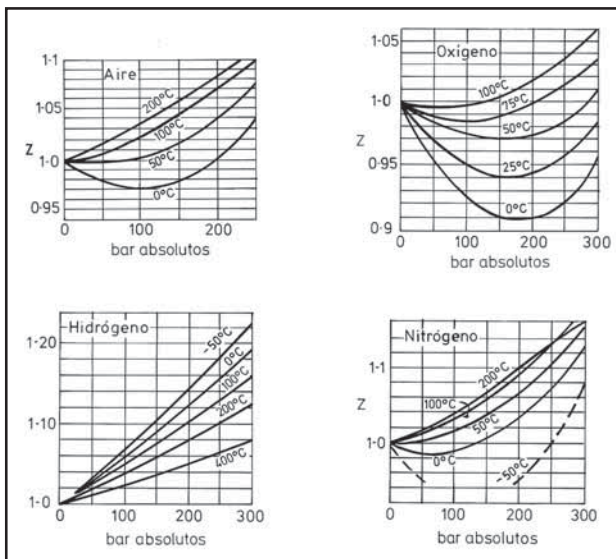 Aire
1·1
1·05
Z
1·0
0·95
200°C
100°C
50°C
0°C
0
100
200
bar absolutos
Oxígeno
1·05
1·0
Z
0·95
0·9
100°C
75°C
50°C
25°C
0°C
0
100
200
300
bar absolutos
Hidrógeno
1·20
1·10
1·0
-50°C
0°C
100°C
200°C
400°C
0
100
200
300
bar absolutos
Nitrógeno
1·1
Z
1·0
200°C
100°C
50°C
0°C
-50°C
0
100
200
300
bar absolutos